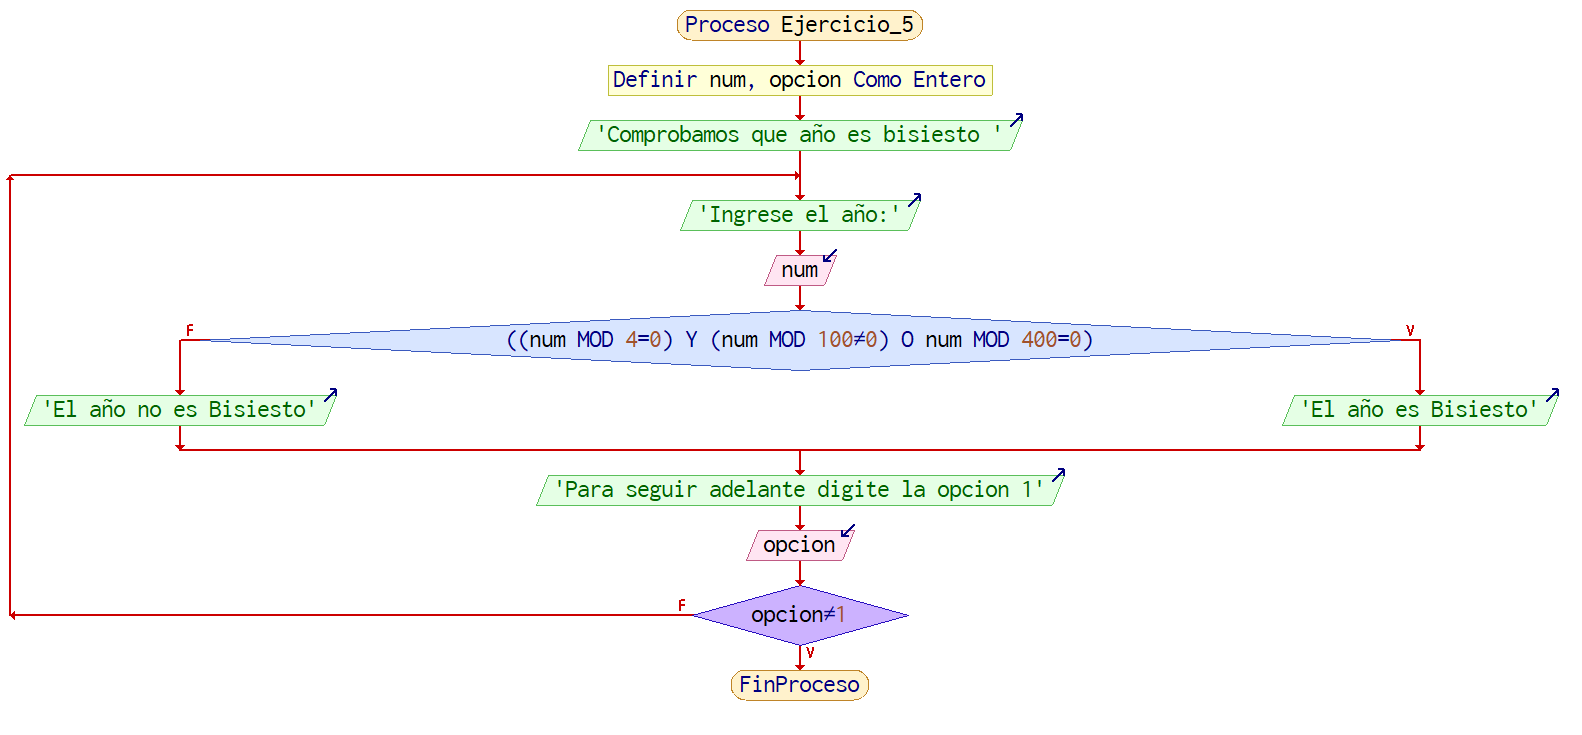 Proceso Ejercicio_5
Definir num, opcion Como Entero
'Comprobamos que año es bisiesto '
'Ingrese el año:'
num
F
((num MOD 4=0) Y (num MOD 100≠0) O num MOD 400=0)
V
'El año no es Bisiesto'
'El año es Bisiesto'
'Para seguir adelante digite la opcion 1'
opcion
F
opcion≠1
V
FinProceso